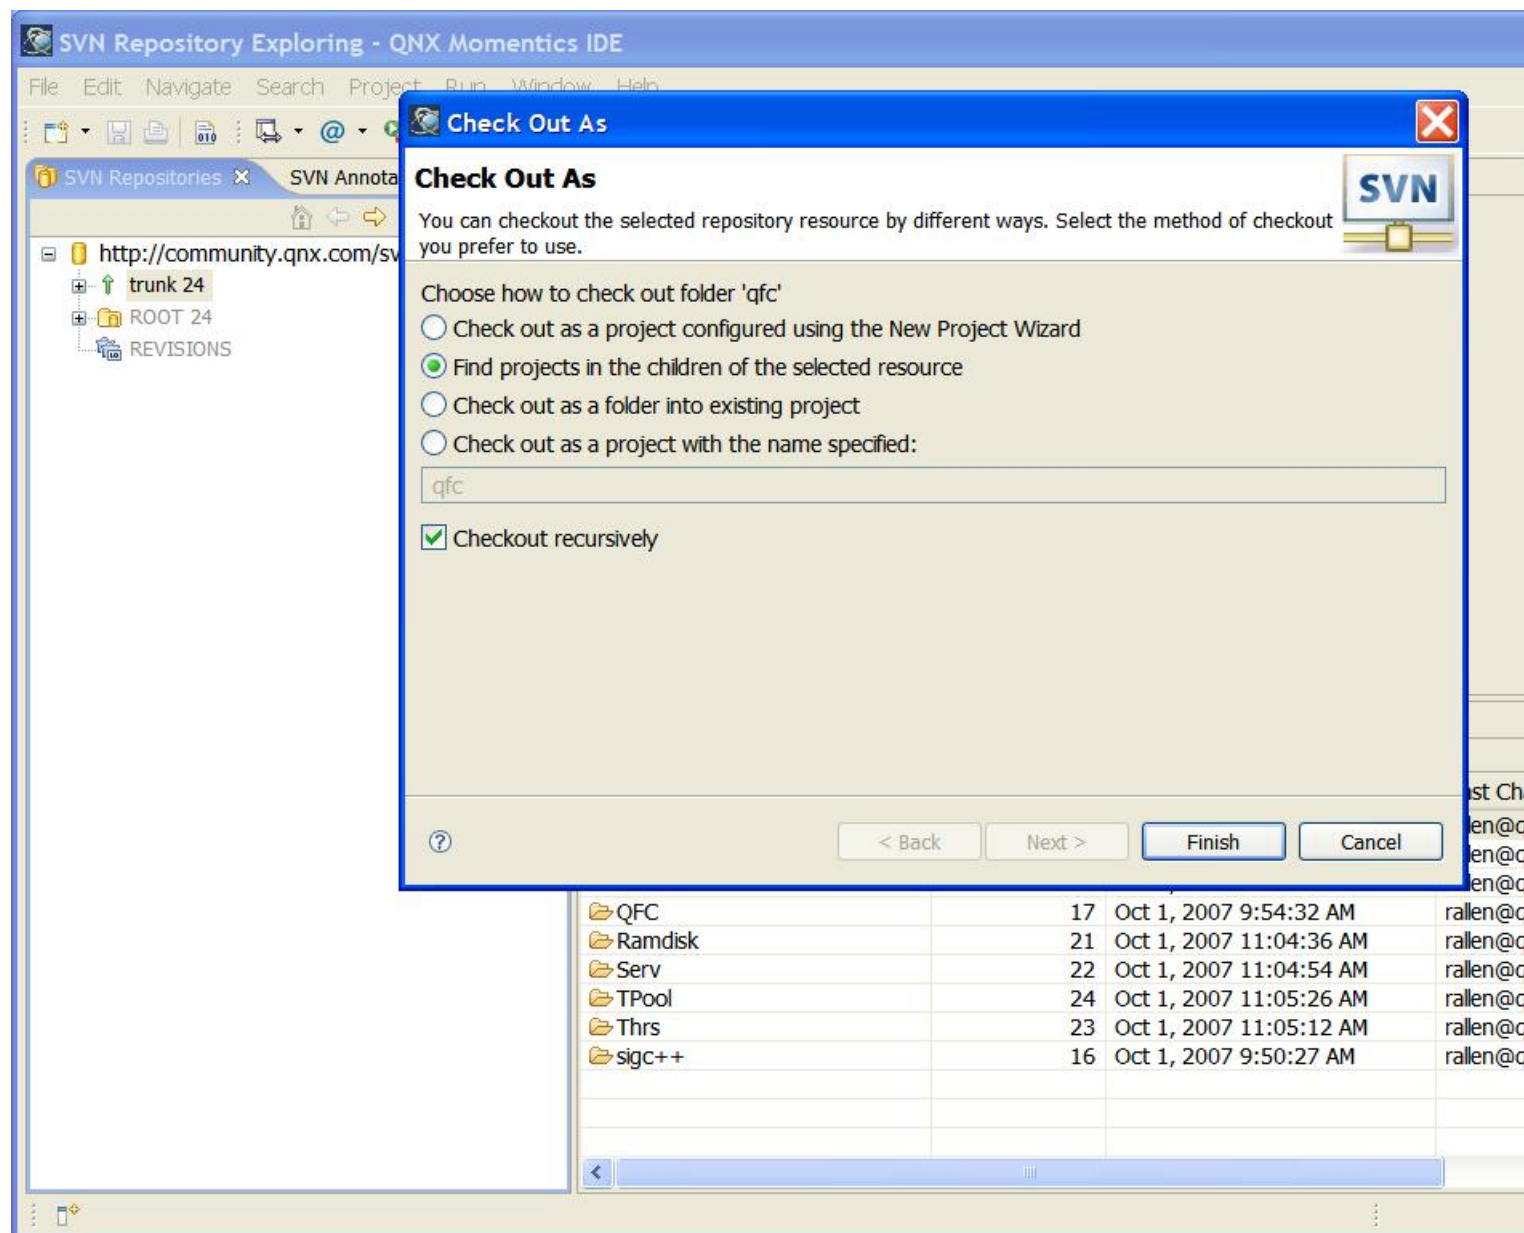 SVN Repository Exploring - QNX Momentics IDE
File Edit Navigate Search Project Run Window Help
SVN Repositories
SVN Annota
http://community.qnx.com/sv
trunk 24
ROOT 24
REVISIONS
Check Out As
Check Out As
SVN
You can checkout the selected repository resource by different ways. Select the method of checkout
you prefer to use.
Choose how to check out folder 'qfc'
Check out as a project configured using the New Project Wizard
Find projects in the children of the selected resource
Check out as a folder into existing project
Check out as a project with the name specified:
qfc
Checkout recursively
< Back Next > Finish Cancel
QFC 17 Oct 1, 2007 9:54:32 AM rallen@
Ramdisk 21 Oct 1, 2007 11:04:36 AM rallen@
Serv 22 Oct 1, 2007 11:04:54 AM rallen@
TPool 24 Oct 1, 2007 11:05:26 AM rallen@
Thrs 23 Oct 1, 2007 11:05:12 AM rallen@
sigc++ 16 Oct 1, 2007 9:50:27 AM rallen@